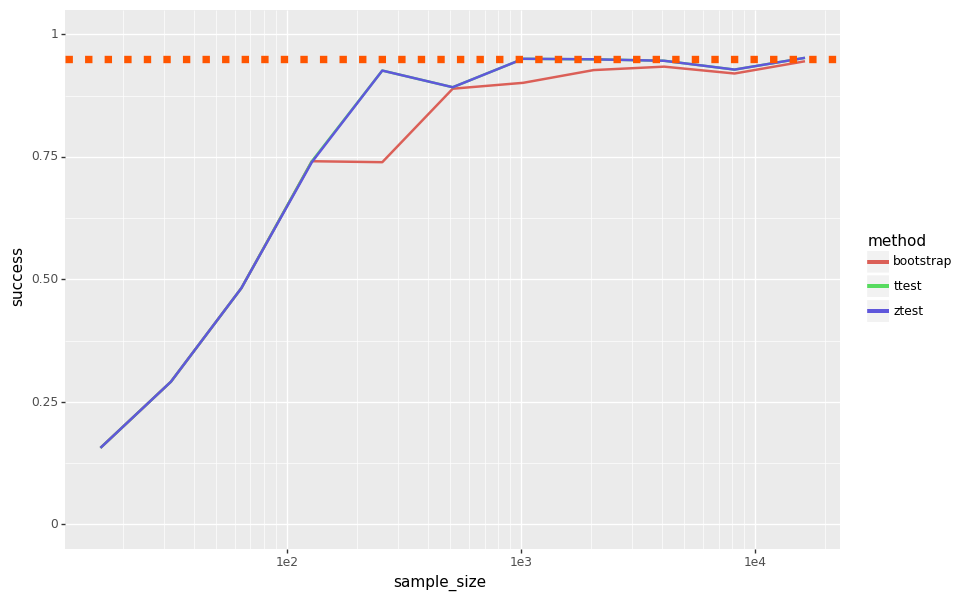 1
0.75
0.50
0.25
0
success
1e2
1e3
1e4
sample_size
method
bootstrap
ttest
ztest